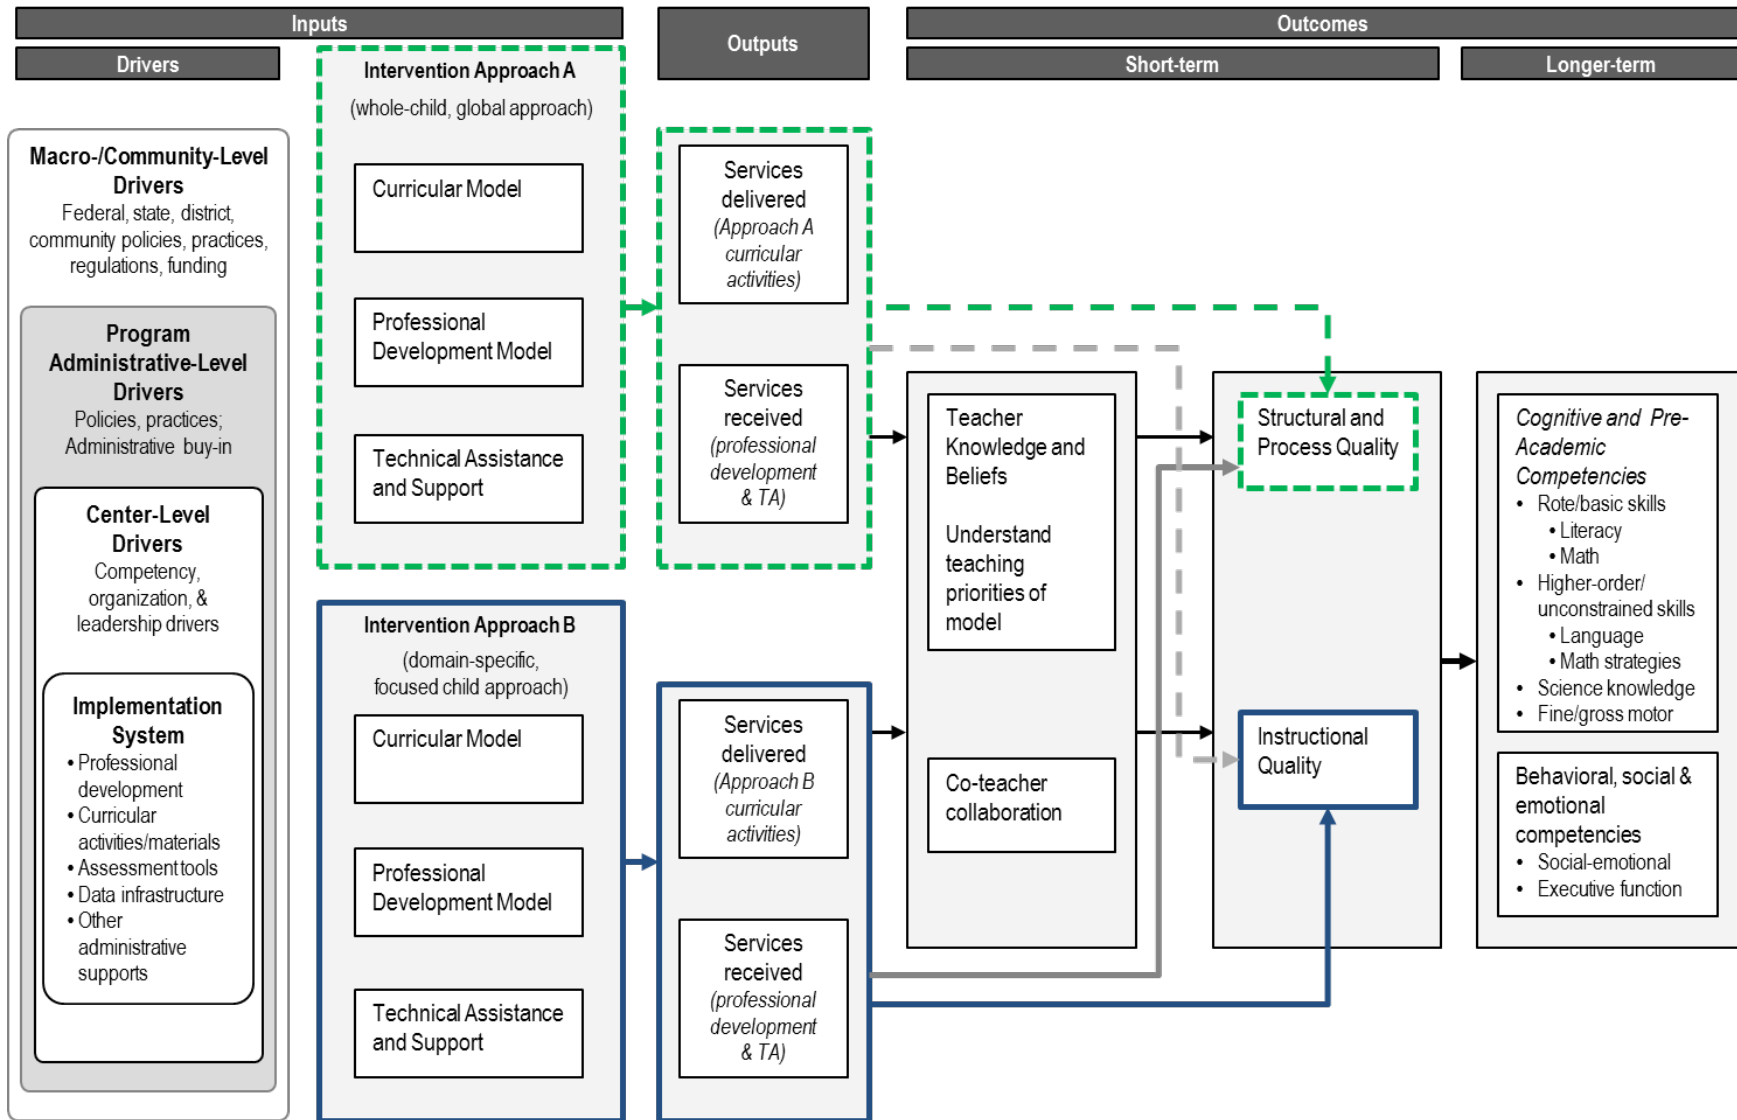 Inputs
Outputs
Outcomes
Drivers
Short-term
Longer-term
Macro-/Community-Level
Drivers
Federal, state, district,
community policies, practices,
regulations, funding
Program
Administrative-Level
Drivers
Policies, practices;
Administrative buy-in
Center-Level
Drivers
Competency,
organization, &
leadership drivers
Implementation
System
• Professional
development
• Curricular
activities/materials
• Assessment tools
• Data infrastructure
• Other
administrative
supports
Intervention Approach A
(whole-child, global approach)
Curricular Model
Professional
Development Model
Technical Assistance
and Support
Intervention Approach B
(domain-specific,
focused child approach)
Curricular Model
Professional
Development Model
Technical Assistance
and Support
Services
delivered
(Approach A
curricular
activities)
Services
received
(professional
development
& TA)
Services
delivered
(Approach B
curricular
activities)
Services
received
(professional
development
& TA)
Teacher
Knowledge and
Beliefs
Understand
teaching
priorities of
model
Co-teacher
collaboration
Structural and
Process Quality
Instructional
Quality
Cognitive and Pre-
Academic
Competencies
• Rote/basic skills
• Literacy
• Math
• Higher-order/
unconstrained skills
• Language
• Math strategies
• Science knowledge
• Fine/gross motor
Behavioral, social &
emotional
competencies
• Social-emotional
• Executive function